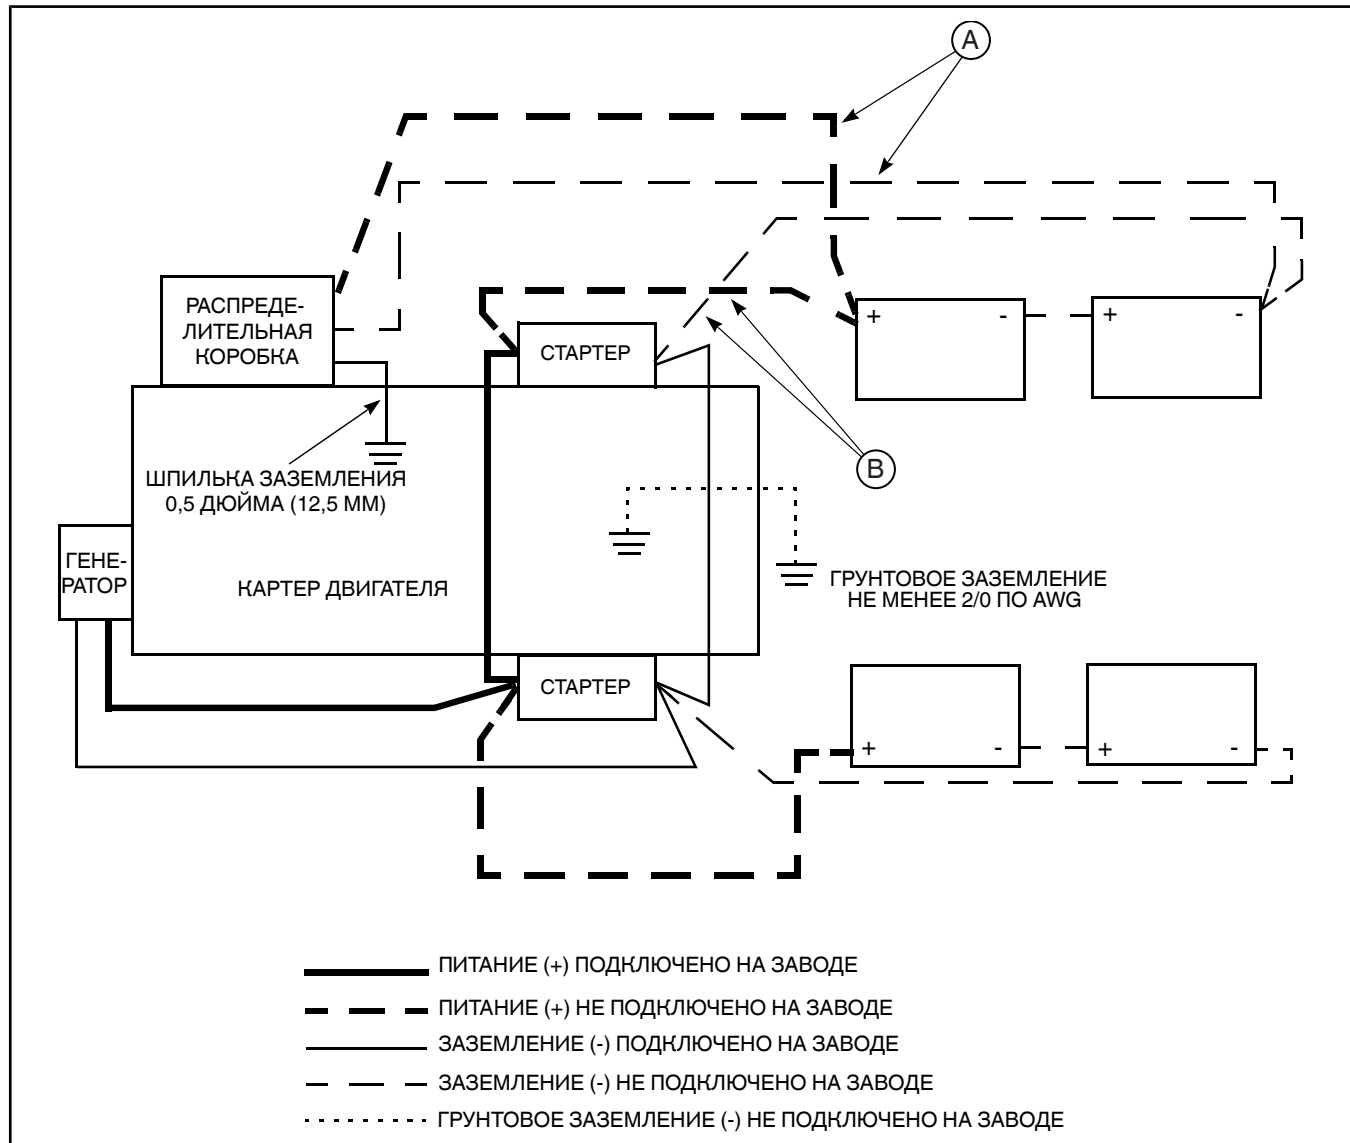 A
РАСПРЕДЕ-
ЛИТЕЛЬНАЯ
КОРОБКА
СТАРТЕР
+ - + -
B
ШПИЛЬКА ЗАЗЕМЛЕНИЯ
0,5 ДЮЙМА (12,5 ММ)
ГЕНЕ-
РАТОР
КАРТЕР ДВИГАТЕЛЯ
ГРУНТОВОЕ ЗАЗЕМЛЕНИЕ
НЕ МЕНЕЕ 2/0 ПО AWG
СТАРТЕР
+ - + -
ПИТАНИЕ (+) ПОДКЛЮЧЕНО НА ЗАВОДЕ
ПИТАНИЕ (+) НЕ ПОДКЛЮЧЕНО НА ЗАВОДЕ
ЗАЗЕМЛЕНИЕ (-) ПОДКЛЮЧЕНО НА ЗАВОДЕ
ЗАЗЕМЛЕНИЕ (-) НЕ ПОДКЛЮЧЕНО НА ЗАВОДЕ
ГРУНТОВОЕ ЗАЗЕМЛЕНИЕ (-) НЕ ПОДКЛЮЧЕНО НА ЗАВОДЕ